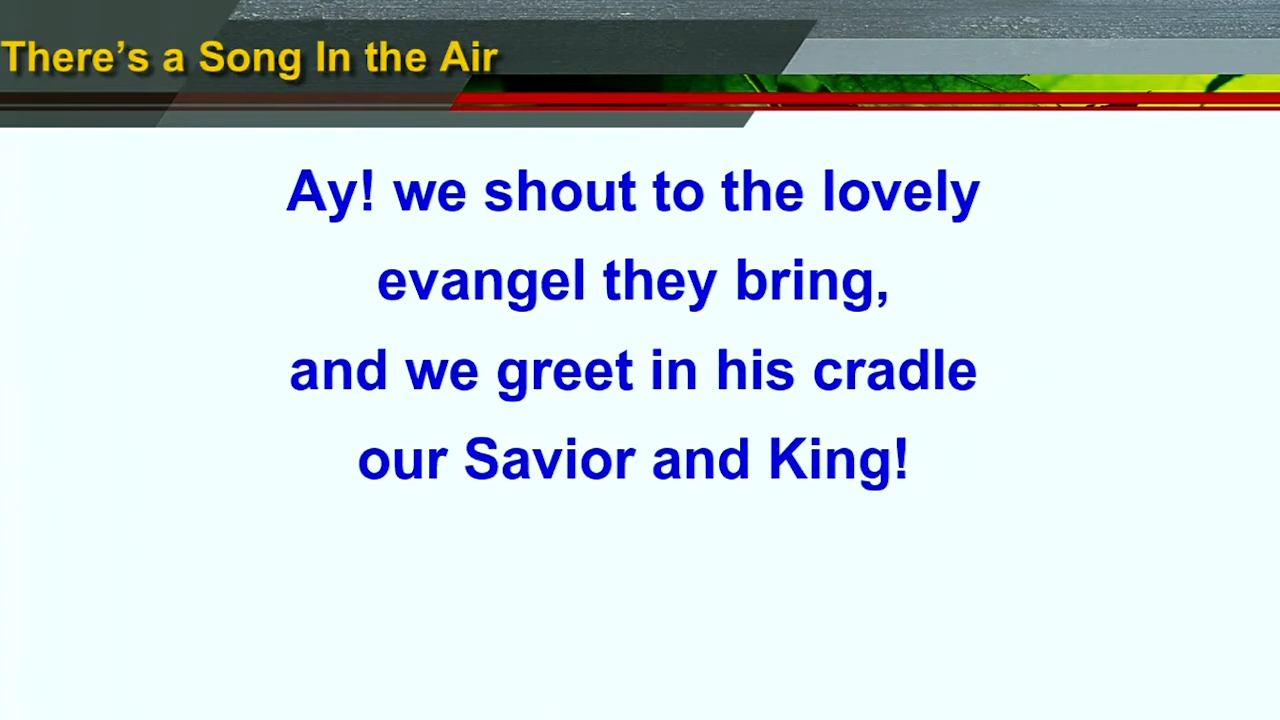 There’s a Song In the Air
Ay! we shout to the lovely
evangel they bring,
and we greet in his cradle
our Savior and King!